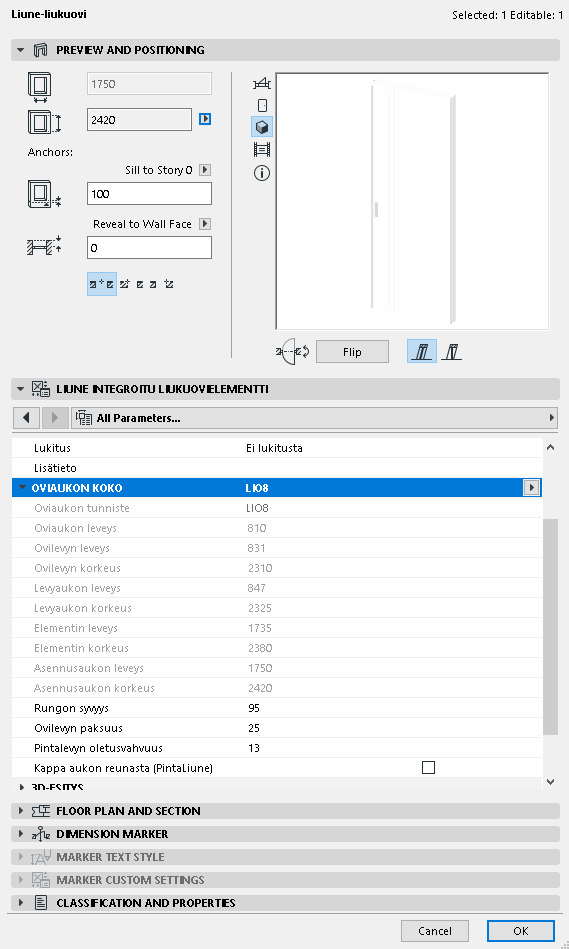 Liune-liukuovi
Selected: 1 Editable: 1
PREVIEW AND POSITIONING
1750
2420
Anchors:
Sill to Story 0
100
Reveal to Wall Face
0
Flip
LIUNE INTEGROITU LIUKUOVIELEMENTTI
All Parameters...
Lukitus Ei lukitusta
Lisätieto
OVIAUKON KOKO LIO8
Oviaukon tunniste LIO8
Oviaukon leveys 810
Ovilevyn leveys 831
Ovilevyn korkeus 2310
Levyaukon leveys 847
Levyaukon korkeus 2325
Elementin leveys 1735
Elementin korkeus 2380
Asennusaukon leveys 1750
Asennusaukon korkeus 2420
Rungon syvyys 95
Ovilevyn paksuus 25
Pintalevyn oletusvahvuus 13
Kappa aukon reunasta (PintaLiune)
3D-ESITYS
FLOOR PLAN AND SECTION
DIMENSION MARKER
MARKER TEXT STYLE
MARKER CUSTOM SETTINGS
CLASSIFICATION AND PROPERTIES
Cancel OK